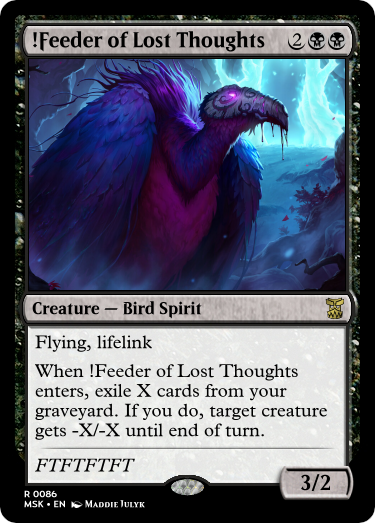 !Feeder of Lost Thoughts 2
Creature — Bird Spirit
Flying, lifelink
When !Feeder of Lost Thoughts
enters, exile X cards from your
graveyard. If you do, target creature
gets -X/-X until end of turn.
FTFTFTFT
3/2
R 0086
MSK • EN Maddie Julyk